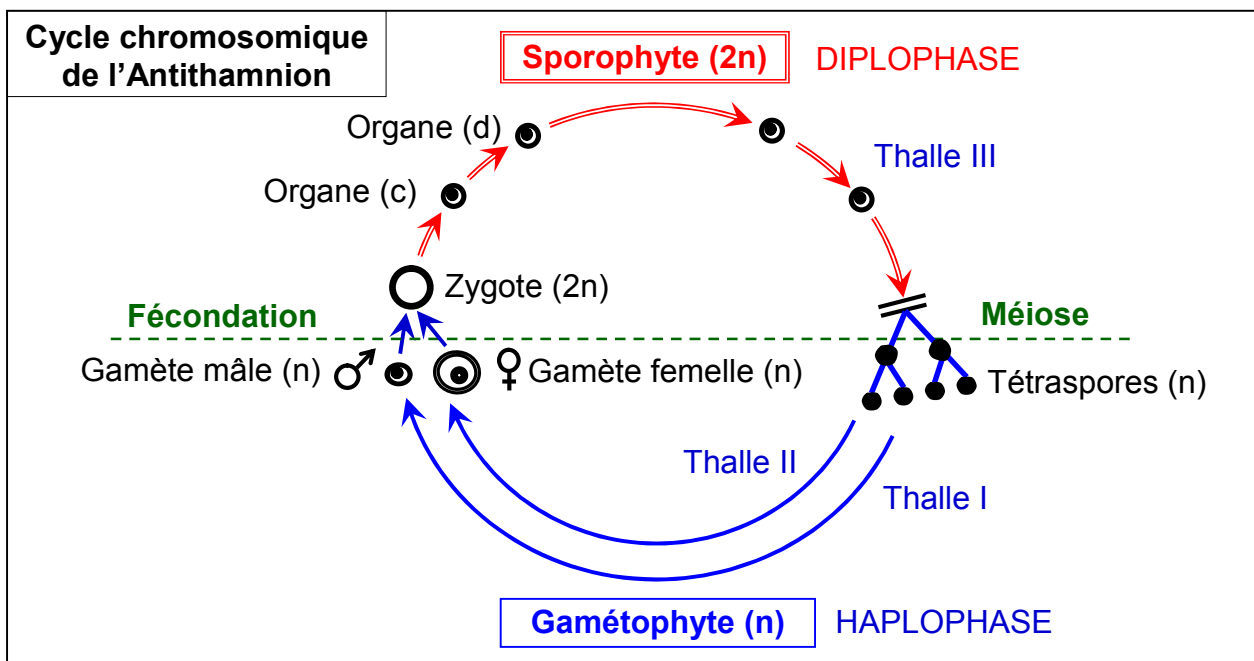 Cycle chromosomique
de l'Antithamnion
Sporophyte (2n) DIPLOPHASE
Organe (d)
Thalle III
Organe (c)
Zygote (2n)
Fécondation
Méiose
Gamète mâle (n) ♂
♀ Gamète femelle (n)
Tétraspores (n)
Thalle II
Thalle I
Gamétophyte (n) HAPLOPHASE